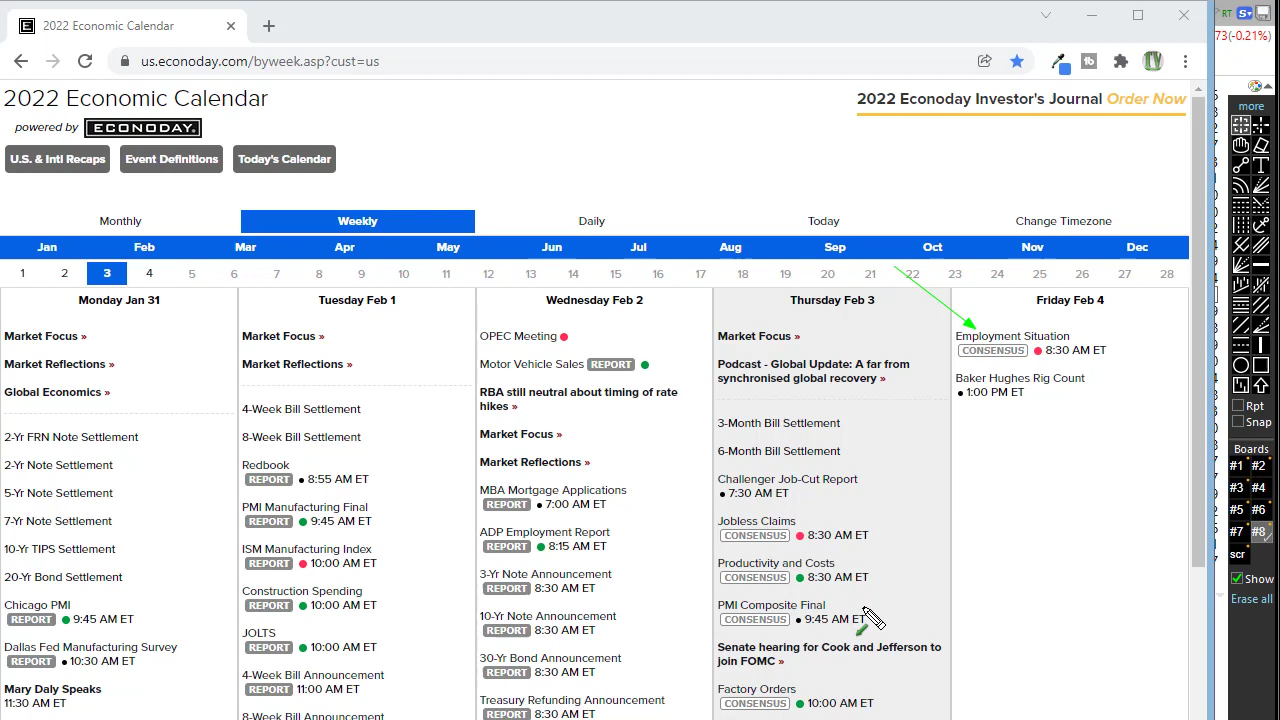 2022 Economic Calendar
RT S
us.econoday.com/byweek.asp?cust=us
73(-0.21%)
2022 Economic Calendar
2022 Econoday Investor's Journal Order Now
powered by ECONODAY.
U.S. & Intl Recaps Event Definitions Today's Calendar
Monthly Weekly Daily Today Change Timezone
Jan Feb Mar Apr May Jun Jul Aug Sep Oct Nov Dec
1 2 3 4 5 6 7 8 9 10 11 12 13 14 15 16 17 18 19 20 21 22 23 24 25 26 27 28
Monday Jan 31
Market Focus »
Market Reflections »
Global Economics »
2-Yr FRN Note Settlement
2-Yr Note Settlement
5-Yr Note Settlement
7-Yr Note Settlement
10-Yr TIPS Settlement
20-Yr Bond Settlement
Chicago PMI
REPORT 9:45 AM ET
Dallas Fed Manufacturing Survey
REPORT 10:30 AM ET
Mary Daly Speaks
11:30 AM ET
Tuesday Feb 1
Market Focus »
Market Reflections »
4-Week Bill Settlement
8-Week Bill Settlement
Redbook
REPORT 8:55 AM ET
PMI Manufacturing Final
REPORT 9:45 AM ET
ISM Manufacturing Index
REPORT 10:00 AM ET
Construction Spending
REPORT 10:00 AM ET
JOLTS
REPORT 10:00 AM ET
4-Week Bill Announcement
REPORT 11:00 AM ET
8-Week Bill Announcement
Wednesday Feb 2
OPEC Meeting
Motor Vehicle Sales REPORT
RBA still neutral about timing of rate
hikes »
Market Focus »
Market Reflections »
MBA Mortgage Applications
REPORT 7:00 AM ET
ADP Employment Report
REPORT 8:15 AM ET
3-Yr Note Announcement
REPORT 8:30 AM ET
10-Yr Note Announcement
REPORT 8:30 AM ET
30-Yr Bond Announcement
REPORT 8:30 AM ET
Treasury Refunding Announcement
REPORT 8:30 AM ET
Thursday Feb 3
Market Focus »
Podcast - Global Update: A far from
synchronised global recovery »
3-Month Bill Settlement
6-Month Bill Settlement
Challenger Job-Cut Report
7:30 AM ET
Jobless Claims
CONSENSUS 8:30 AM ET
Productivity and Costs
CONSENSUS 8:30 AM ET
PMI Composite Final
CONSENSUS 9:45 AM ET
Senate hearing for Cook and Jefferson to
join FOMC »
Factory Orders
CONSENSUS 10:00 AM ET
Friday Feb 4
Employment Situation
CONSENSUS 8:30 AM ET
Baker Hughes Rig Count
1:00 PM ET
more
Rpt
Snap
Boards
#1 #2
#3 #4
#5 #6
#7 #8
scr
Show
Erase all